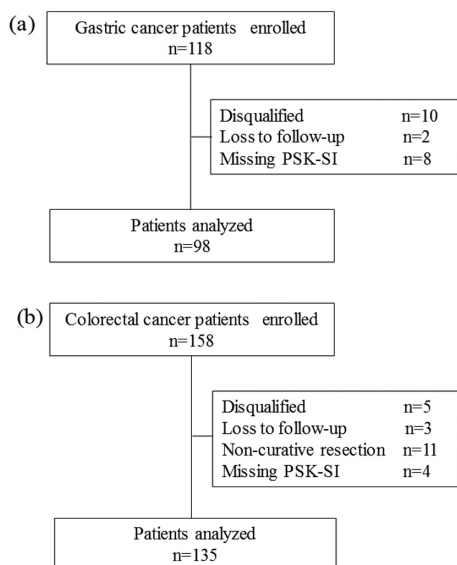 (a)
Gastric cancer patients enrolled
n=118
Disqualified n=10
Loss to follow-up n=2
Missing PSK-SI n=8
Patients analyzed
n=98
(b)
Colorectal cancer patients enrolled
n=158
Disqualified n=5
Loss to follow-up n=3
Non-curative resection n=11
Missing PSK-SI n=4
Patients analyzed
n=135